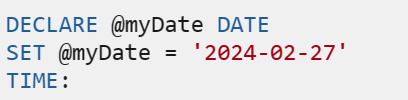 DECLARE @myDate DATE
SET @myDate = '2024-02-27'
TIME: